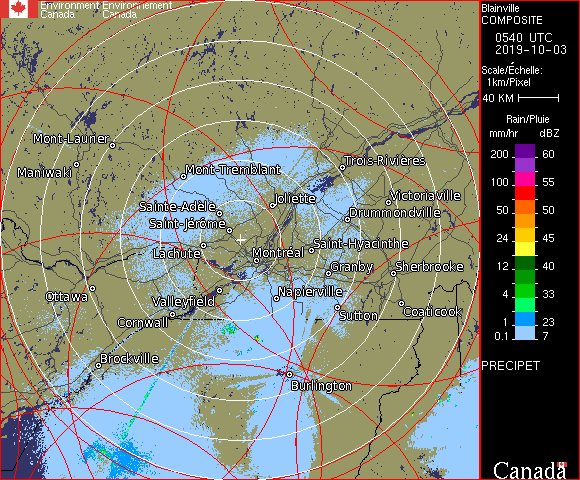 Environment Environnement
Canada Canada
Blainville
COMPOSITE
0540 UTC
2019-10-03
Scale/Échelle:
1km/Pixel
40 KM
Rain/Pluie
mm/hr dBZ
200 60
100 55
50 50
24 45
12 40
4 33
1 23
0.1 7
PRECIPET
Canada
Mont-Laurier
Maniwaki
Mont-Tremblant
Trois-Rivières
Joliette
Victoriaville
Sainte-Adèle
Drummondville
Saint-Jérôme
Lachute
Montréal
Saint-Hyacinthe
Granby
Sherbrooke
Ottawa
Valleyfield
Napierville
Cornwall
Sutton
Coaticook
Brockville
Burlington